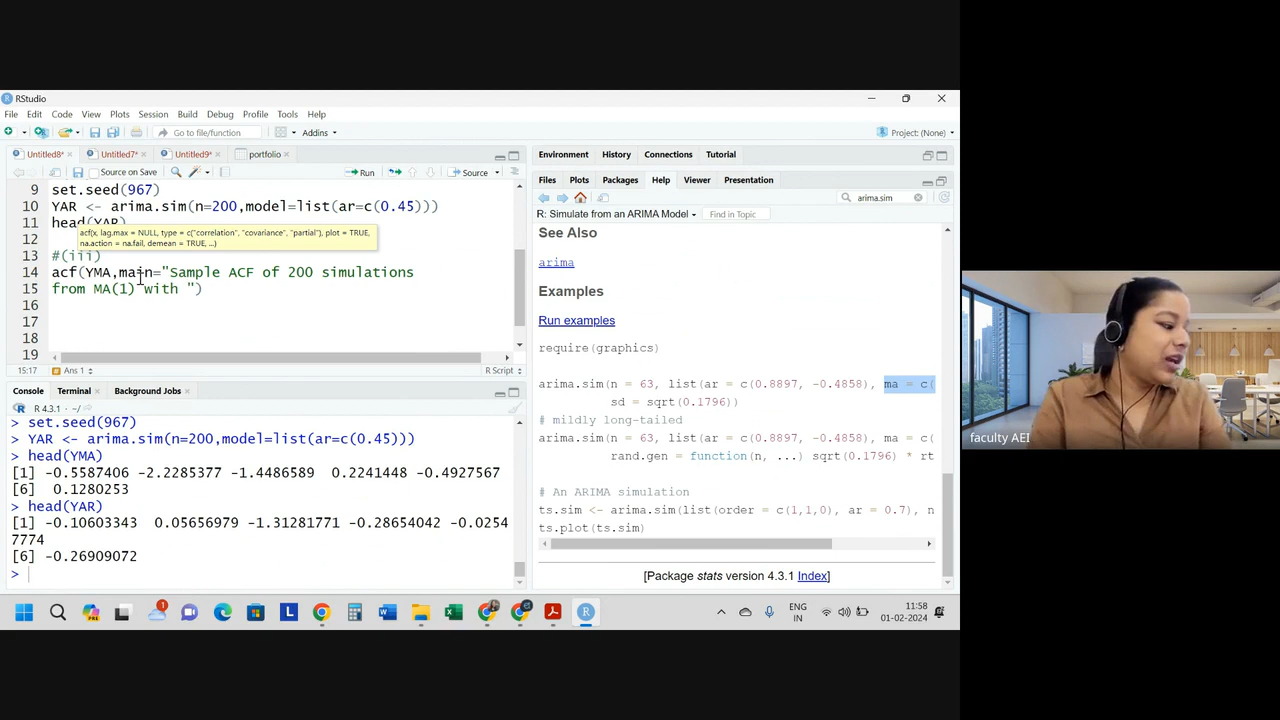 RStudio
File Edit Code View Plots Session Build Debug Profile Tools Help
Go to file/function Addins Project: (None)
Untitled8* Untitled7* Untitled9* portfolio
Source on Save Run Source
9 set.seed(967)
10 YAR <- arima.sim(n=200,model=list(ar=c(0.45)))
11 head(YAR)
acf(x, lag.max = NULL, type = c("correlation", "covariance", "partial"), plot = TRUE,
na.action = na.fail, demean = TRUE, ...)
12
13 #(iii)
14 acf(YMA,main="Sample ACF of 200 simulations
15 from MA(1) with ")
16
17
18
19
15:17 Ans 1 R Script
Console Terminal Background Jobs
R 4.3.1 · ~/
> set.seed(967)
> YAR <- arima.sim(n=200,model=list(ar=c(0.45)))
> head(YMA)
[1] -0.5587406 -2.2285377 -1.4486589 0.2241448 -0.4927567
[6] 0.1280253
> head(YAR)
[1] -0.10603343 0.05656979 -1.31281771 -0.28654042 -0.0254
7774
[6] -0.26909072
>
Environment History Connections Tutorial
Files Plots Packages Help Viewer Presentation
arima.sim
R: Simulate from an ARIMA Model Find in Topic
See Also
arima
Examples
Run examples
require(graphics)
arima.sim(n = 63, list(ar = c(0.8897, -0.4858), ma = c(
sd = sqrt(0.1796))
# mildly long-tailed
arima.sim(n = 63, list(ar = c(0.8897, -0.4858), ma = c(
rand.gen = function(n, ...) sqrt(0.1796) * rt
# An ARIMA simulation
ts.sim <- arima.sim(list(order = c(1,1,0), ar = 0.7), n
ts.plot(ts.sim)
[Package stats version 4.3.1 Index]
faculty AEI
ENG
IN
11:58
01-02-2024